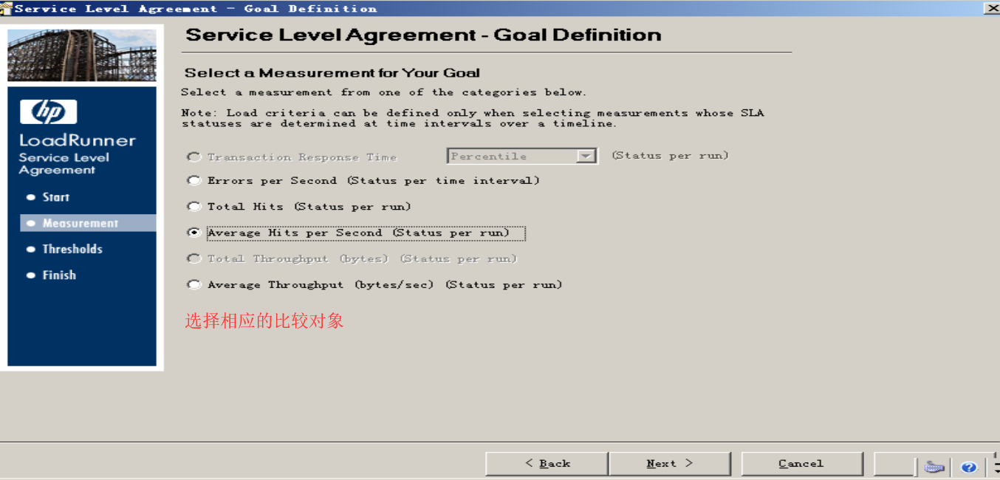 Service Level Agreement - Goal Definition
Service Level Agreement - Goal Definition
Select a Measurement for Your Goal
Select a measurement from one of the categories below.
Note: Load criteria can be defined only when selecting measurements whose SLA
statuses are determined at time intervals over a timeline.
hp
LoadRunner
Service Level
Agreement
Start
Measurement
Thresholds
Finish
Transaction Response Time Percentile (Status per run)
Errors per Second (Status per time interval)
Total Hits (Status per run)
Average Hits per Second (Status per run)
Total Throughput (bytes) (Status per run)
Average Throughput (bytes/sec) (Status per run)
选择相应的比较对象
< Back Next > Cancel